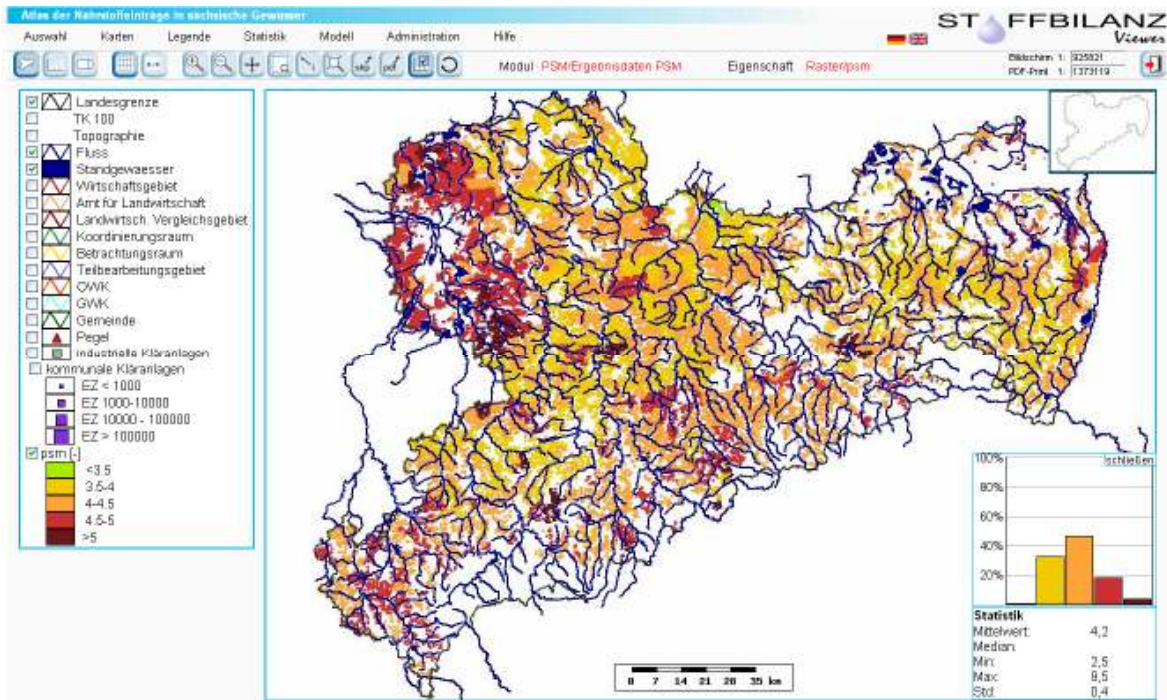 Atlas der Nährstoffeinträge in sächsische Gewässer
ST FFBILANZ
Viewer
Auswahl Karten Legende Statistik Modell Administration Hilfe
Modul PSM/Ergebnisdaten PSM Eigenschaft Raster/psm
Bildschirm 1: 925821
PDF-Print 1: 1373119
Landesgrenze
TK 100
Topographie
Fluss
Standgewaesser
Wirtschaftsgebiet
Amt für Landwirtschaft
Landwirtsch. Vergleichsgebiet
Koordinierungsraum
Betrachtungsraum
Teilbearbeitungsgebiet
OWK
GWK
Gemeinde
Pegel
industrielle Kläranlagen
kommunale Kläranlagen
EZ < 1000
EZ 1000-10000
EZ 10000 - 100000
EZ > 100000
psm [-]
<3.5
3.5-4
4-4.5
4.5-5
>5
schließen
100%
80%
60%
40%
20%
Statistik
Mittelwert: 4,2
Median:
Min: 2,5
Max: 9,5
Std: 0,4
0 7 14 21 28 35 km